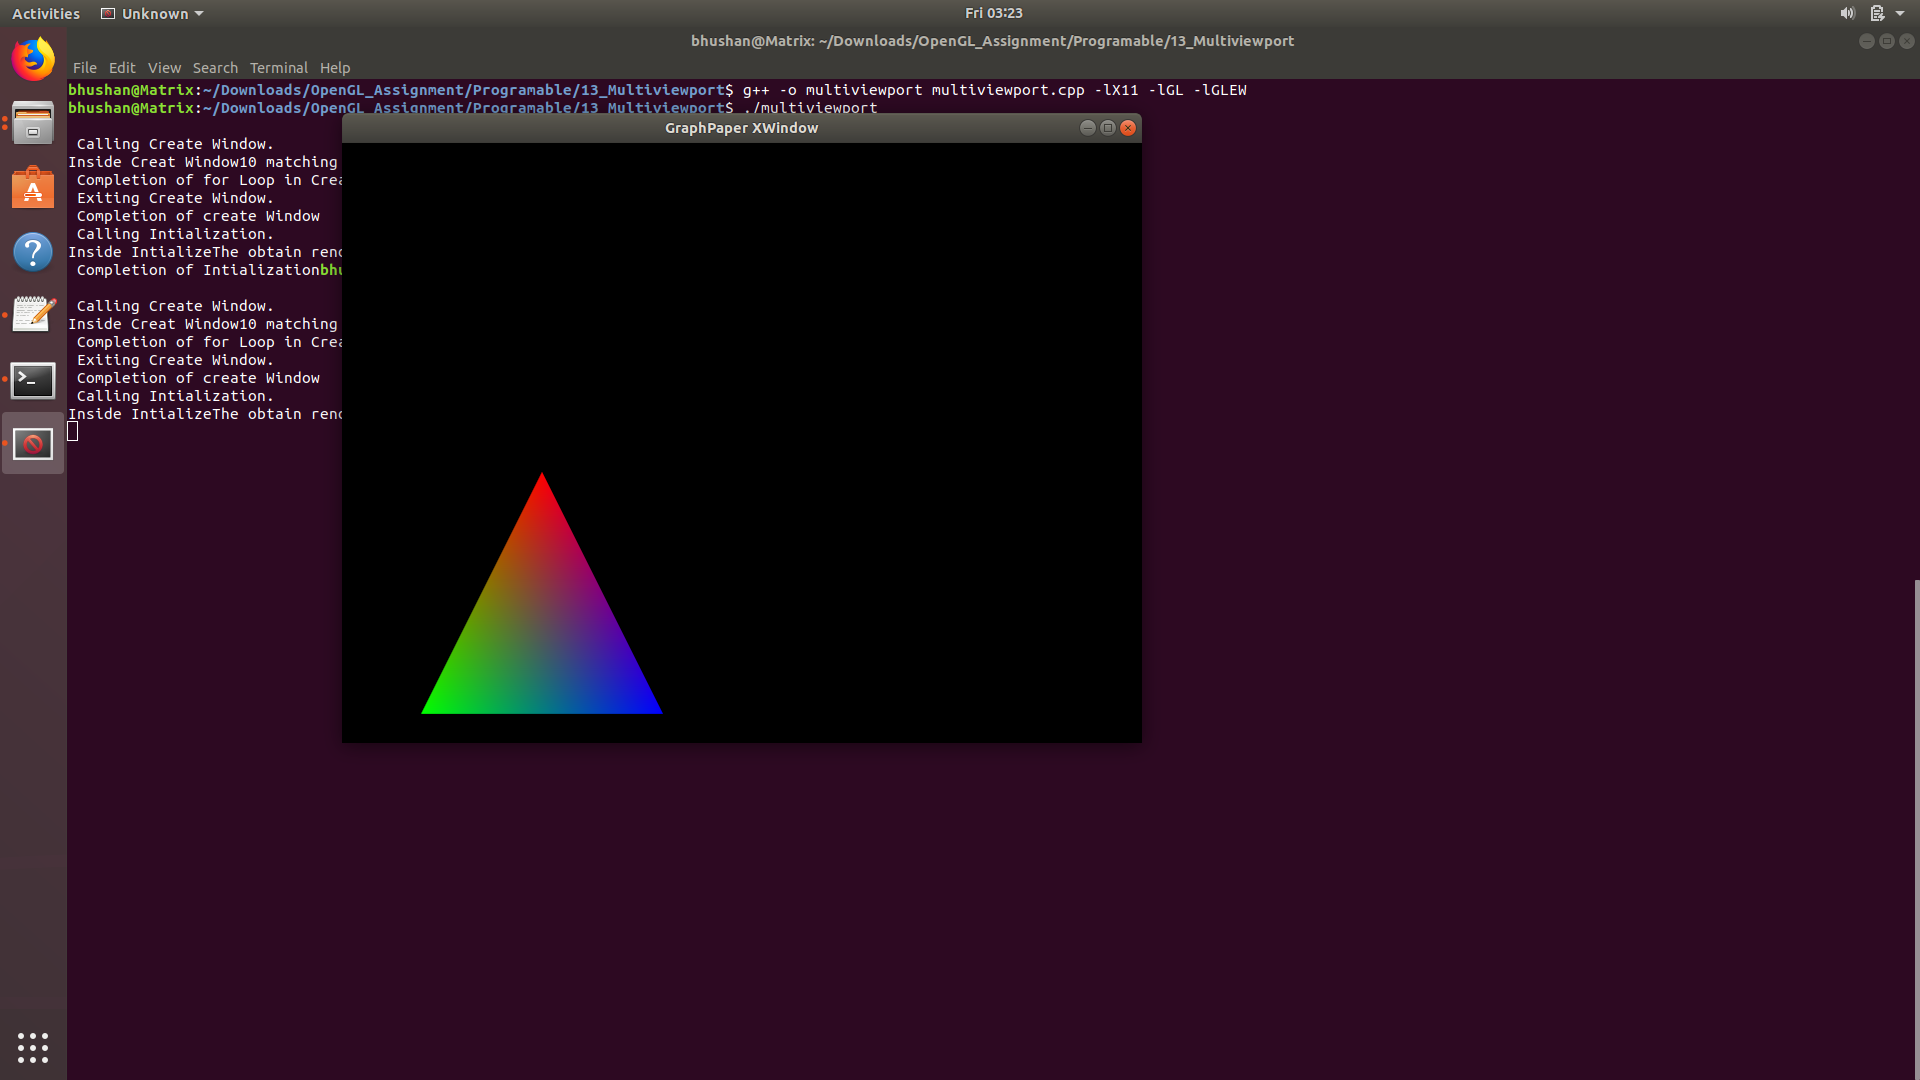 Activities Unknown Fri 03:23
bhushan@Matrix: ~/Downloads/OpenGL_Assignment/Programable/13_Multiviewport
File Edit View Search Terminal Help
bhushan@Matrix:~/Downloads/OpenGL_Assignment/Programable/13_Multiviewport$ g++ -o multiviewport multiviewport.cpp -lX11 -lGL -lGLEW
bhushan@Matrix:~/Downloads/OpenGL_Assignment/Programable/13_Multiviewport$ ./multiviewport
GraphPaper XWindow
Calling Create Window.
Inside Creat Window10 matching
Completion of for Loop in Crea
Exiting Create Window.
Completion of create Window
Calling Intialization.
Inside IntializeThe obtain
Completion of Intializationbhu
Calling Create Window.
Inside Creat Window10 matching
Completion of for Loop in Crea
Exiting Create Window.
Completion of create Window
Calling Intialization.
Inside IntializeThe obtain